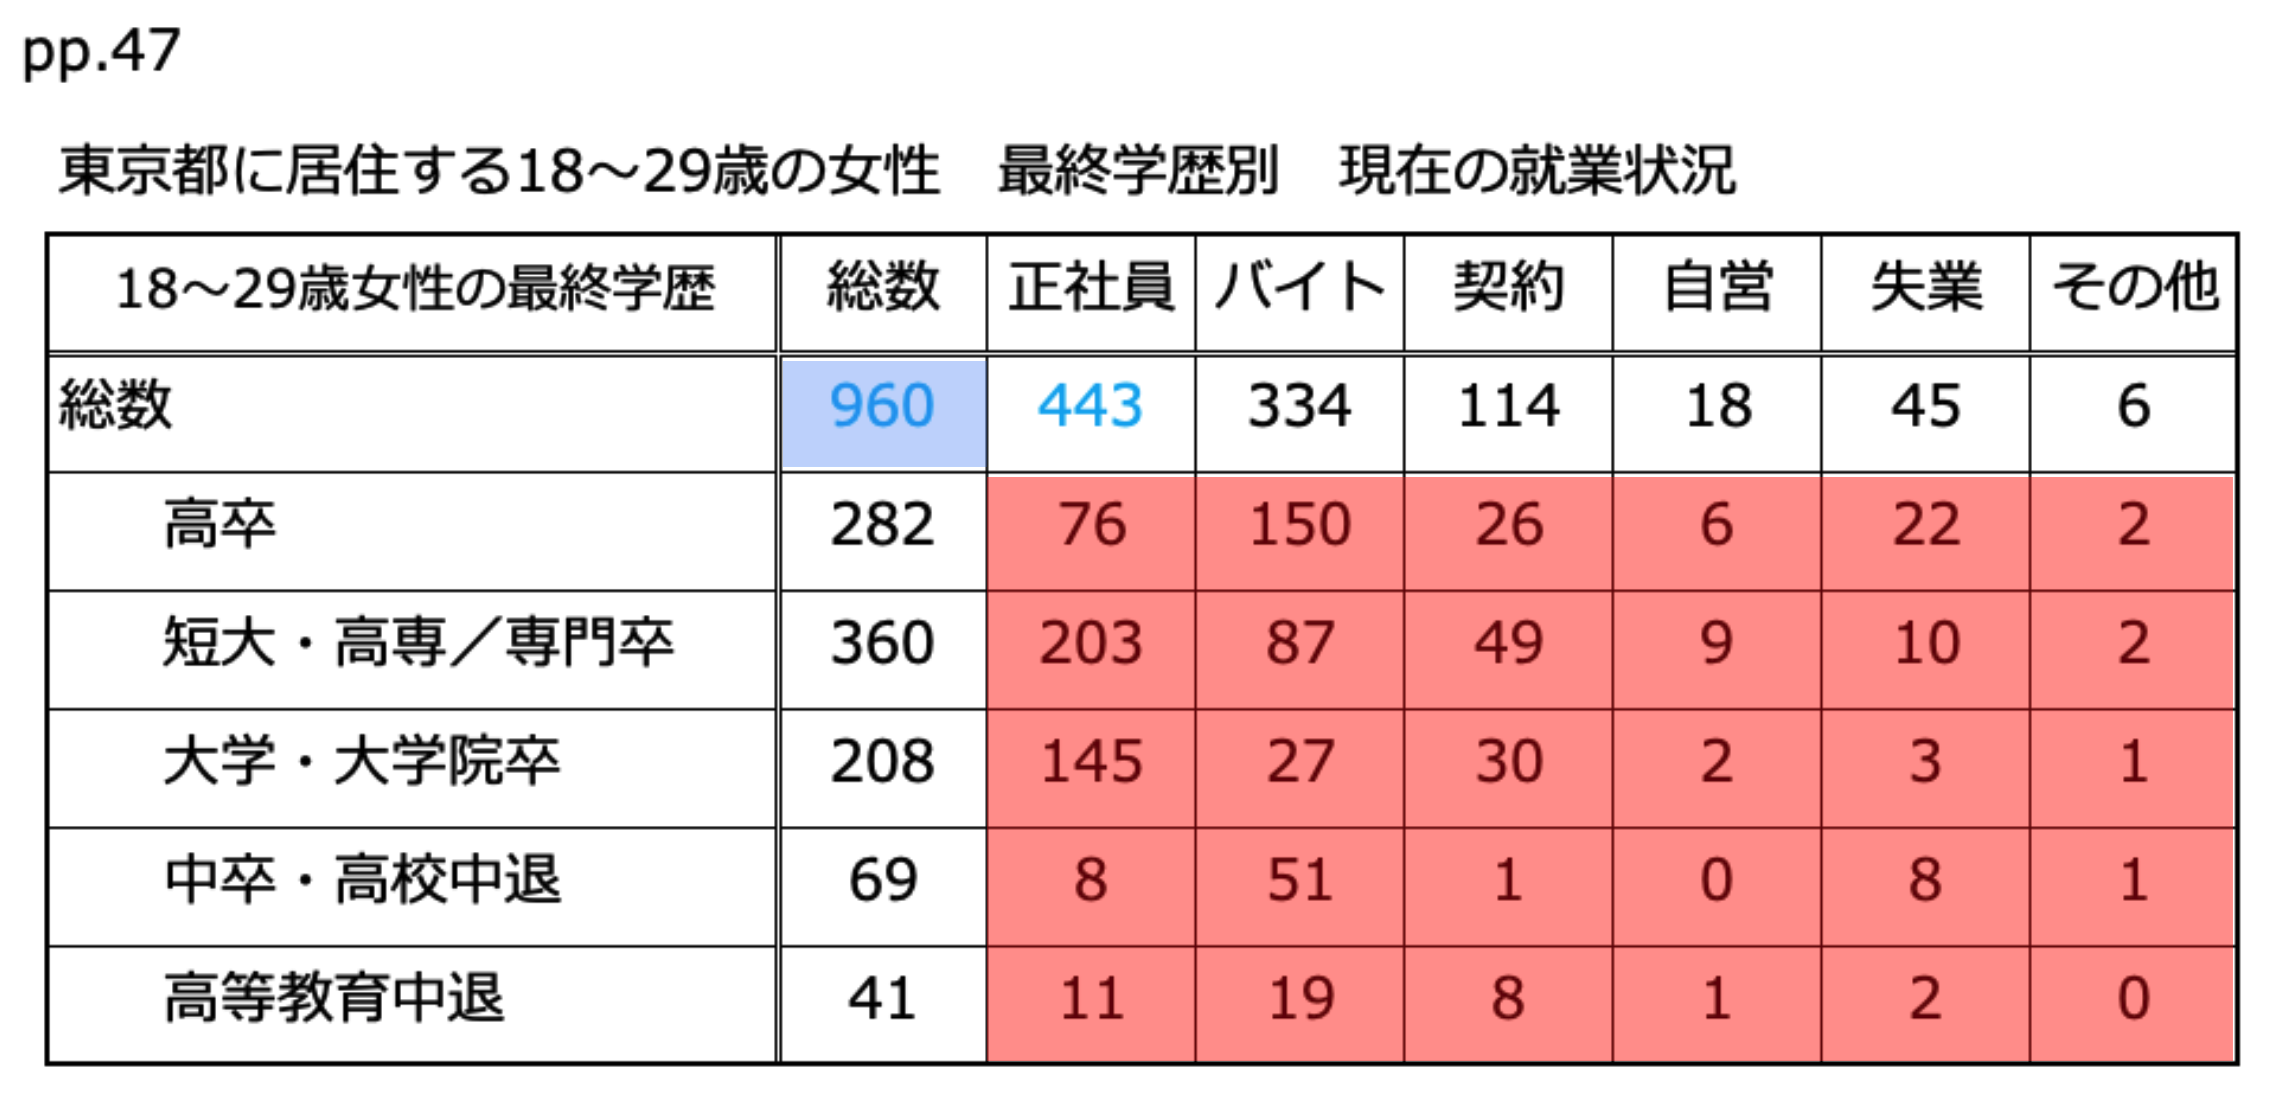 pp.47
東京都に居住する18～29歳の女性　最終学歴別　現在の就業状況
18～29歳女性の最終学歴 総数 正社員 バイト 契約 自営 失業 その他
総数 960 443 334 114 18 45 6
高卒 282 76 150 26 6 22 2
短大・高専／専門卒 360 203 87 49 9 10 2
大学・大学院卒 208 145 27 30 2 3 1
中卒・高校中退 69 8 51 1 0 8 1
高等教育中退 41 11 19 8 1 2 0